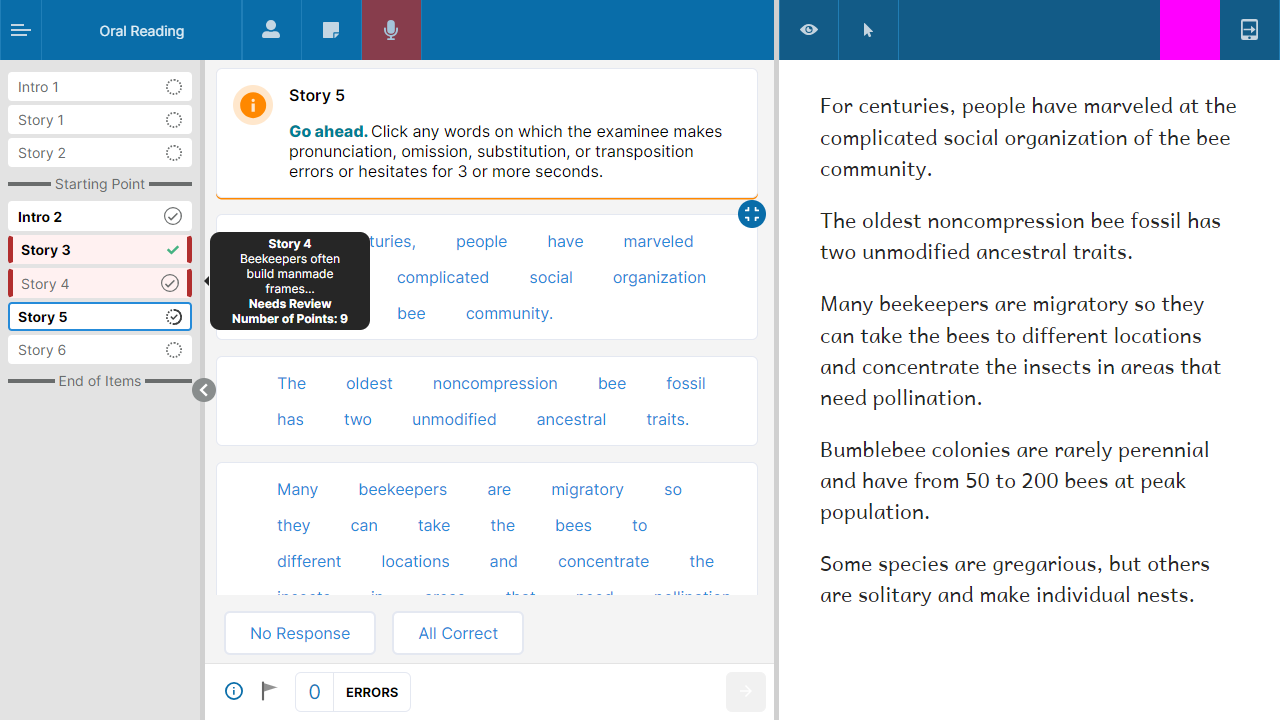 Oral Reading
Intro 1
Story 1
Story 2
Starting Point
Intro 2
Story 3
Story 4
Story 5
Story 6
End of Items
Story 4
Beekeepers often
build manmade
frames...
Needs Review
Number of Points: 9
Story 5
Go ahead. Click any words on which the examinee makes
pronunciation, omission, substitution, or transposition
errors or hesitates for 3 or more seconds.
people have marveled
complicated social organization
bee community.
The oldest noncompression bee fossil
has two unmodified ancestral traits.
Many beekeepers are migratory so
they can take the bees to
different locations and concentrate the
insects in areas that need pollination
No Response
All Correct
0 ERRORS
For centuries, people have marveled at the
complicated social organization of the bee
community.
The oldest noncompression bee fossil has
two unmodified ancestral traits.
Many beekeepers are migratory so they
can take the bees to different locations
and concentrate the insects in areas that
need pollination.
Bumblebee colonies are rarely perennial
and have from 50 to 200 bees at peak
population.
Some species are gregarious, but others
are solitary and make individual nests.